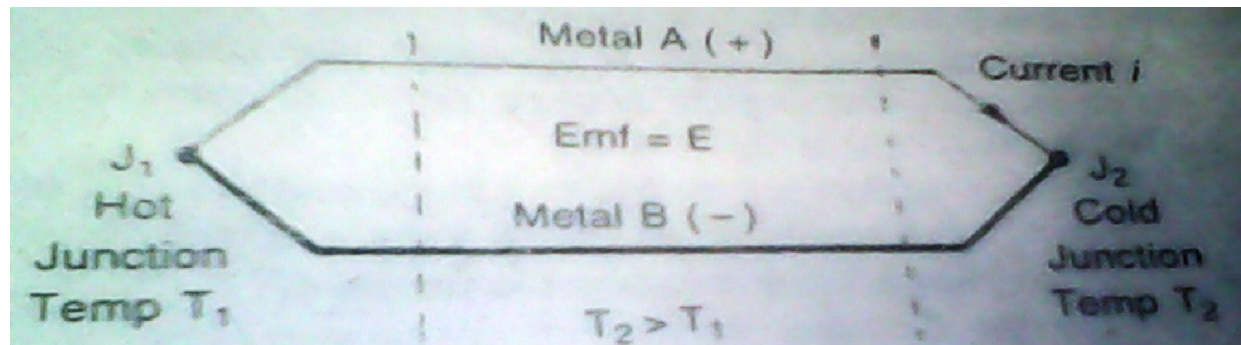 Metal A (+)
Current i
Emf = E
J₁
Hot
Junction
Temp T₁
Metal B (−)
J₂
Cold
Junction
Temp T₂
T₂ > T₁